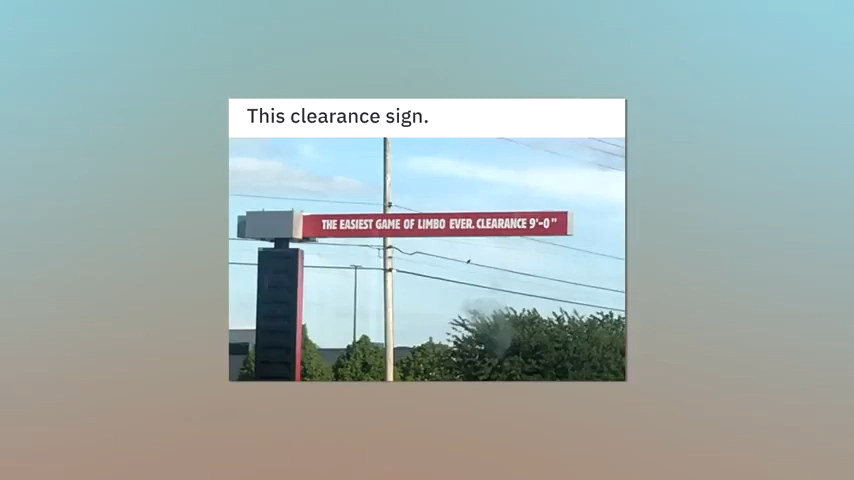 This clearance sign.
THE EASIEST GAME OF LIMBO EVER. CLEARANCE 9'-0"